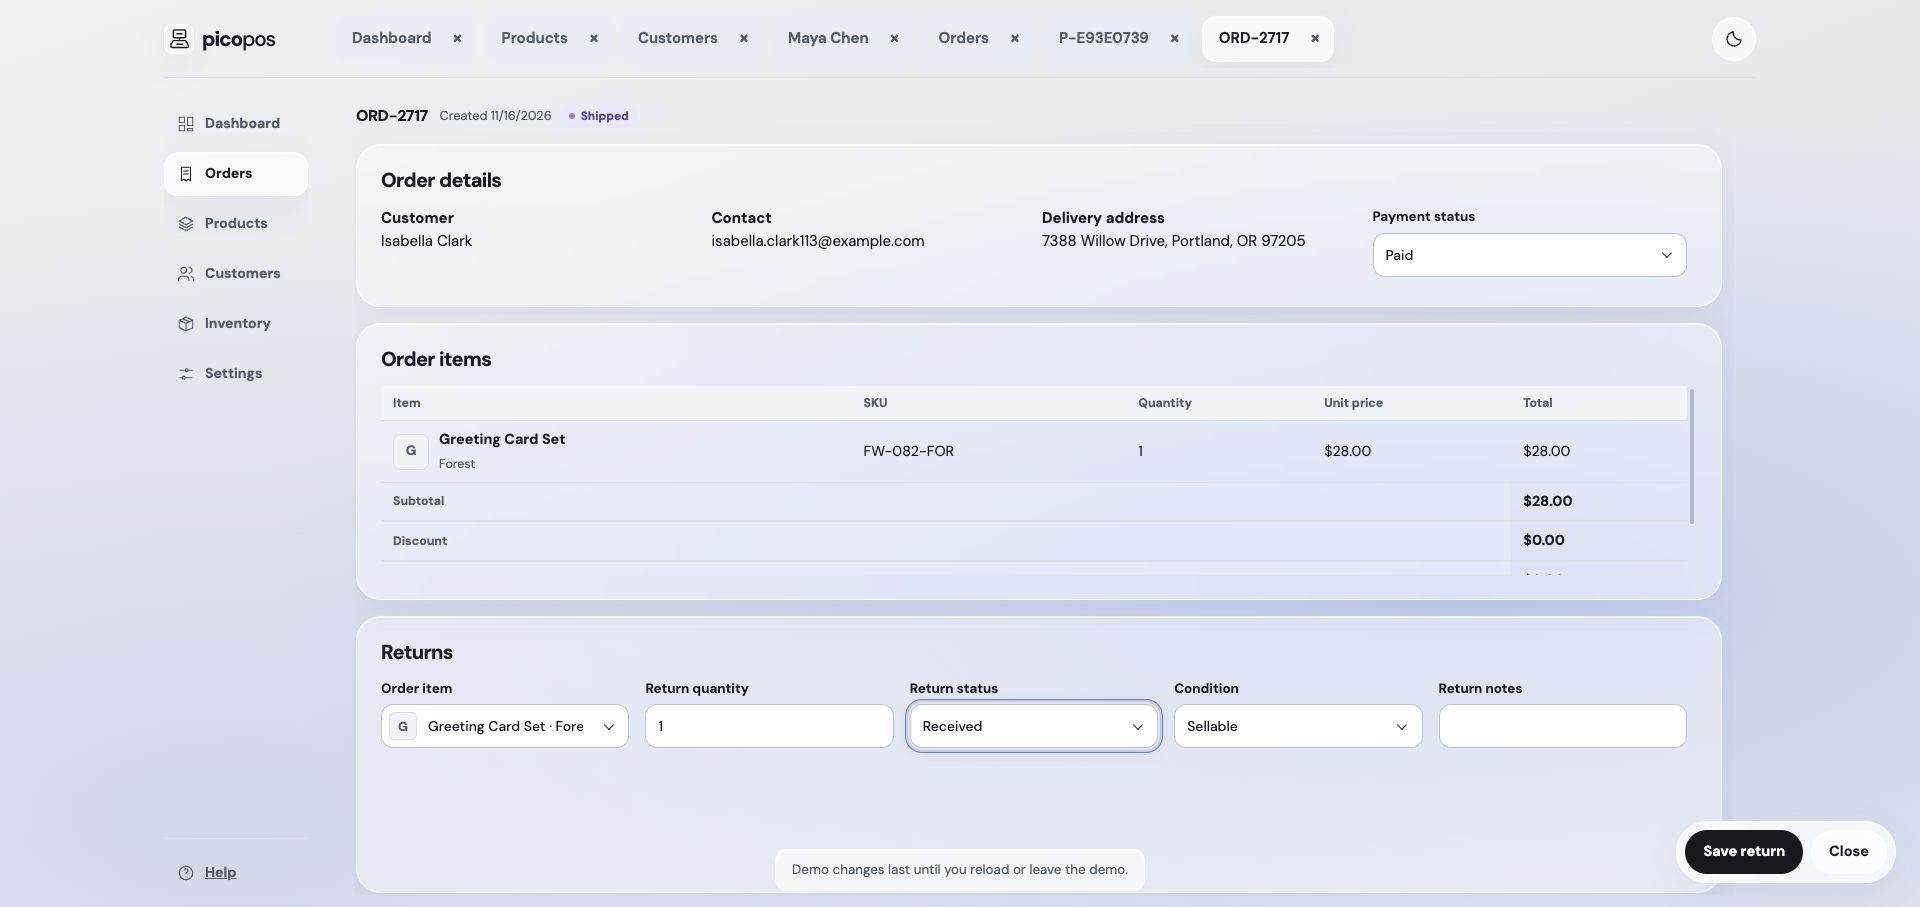 picopos
Dashboard × Products × Customers × Maya Chen × Orders × P-E93E0739 × ORD-2717 ×
Dashboard
Orders
Products
Customers
Inventory
Settings
Help
ORD-2717 Created 11/16/2026 Shipped
Order details
Customer Contact Delivery address Payment status
Isabella Clark isabella.clark113@example.com 7388 Willow Drive, Portland, OR 97205 Paid
Order items
Item SKU Quantity Unit price Total
G Greeting Card Set FW-082-FOR 1 $28.00 $28.00
Forest
Subtotal $28.00
Discount $0.00
Returns
Order item Return quantity Return status Condition Return notes
G Greeting Card Set · Fore 1 Received Sellable
Save return Close
Demo changes last until you reload or leave the demo.